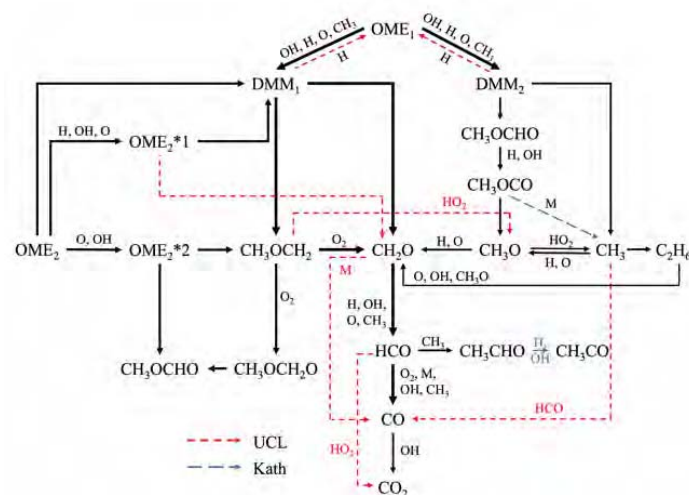 OME₁
OH, H, O, CH₃
OH, H, O, CH₃
H
H
DMM₁
DMM₂
CH₃OCHO
H, OH, O
OME₂*1
H, OH
CH₃OCO
HO₂
M
OME₂
O, OH
OME₂*2
CH₃OCH₂
O₂
CH₂O
H, O
CH₃O
HO₂
H, O
CH₃
C₂H₆
M
O, OH, CH₃O
O₂
H, OH,
O, CH₃
CH₃OCHO
CH₃OCH₂O
HCO
CH₃
CH₃CHO
H,
OH
CH₃CO
O₂, M,
OH, CH₃
HCO
CO
UCL
HO₂
OH
Kath
CO₂